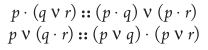 p · (q ∨ r) :: (p · q) ∨ (p · r)
p ∨ (q · r) :: (p ∨ q) · (p ∨ r)